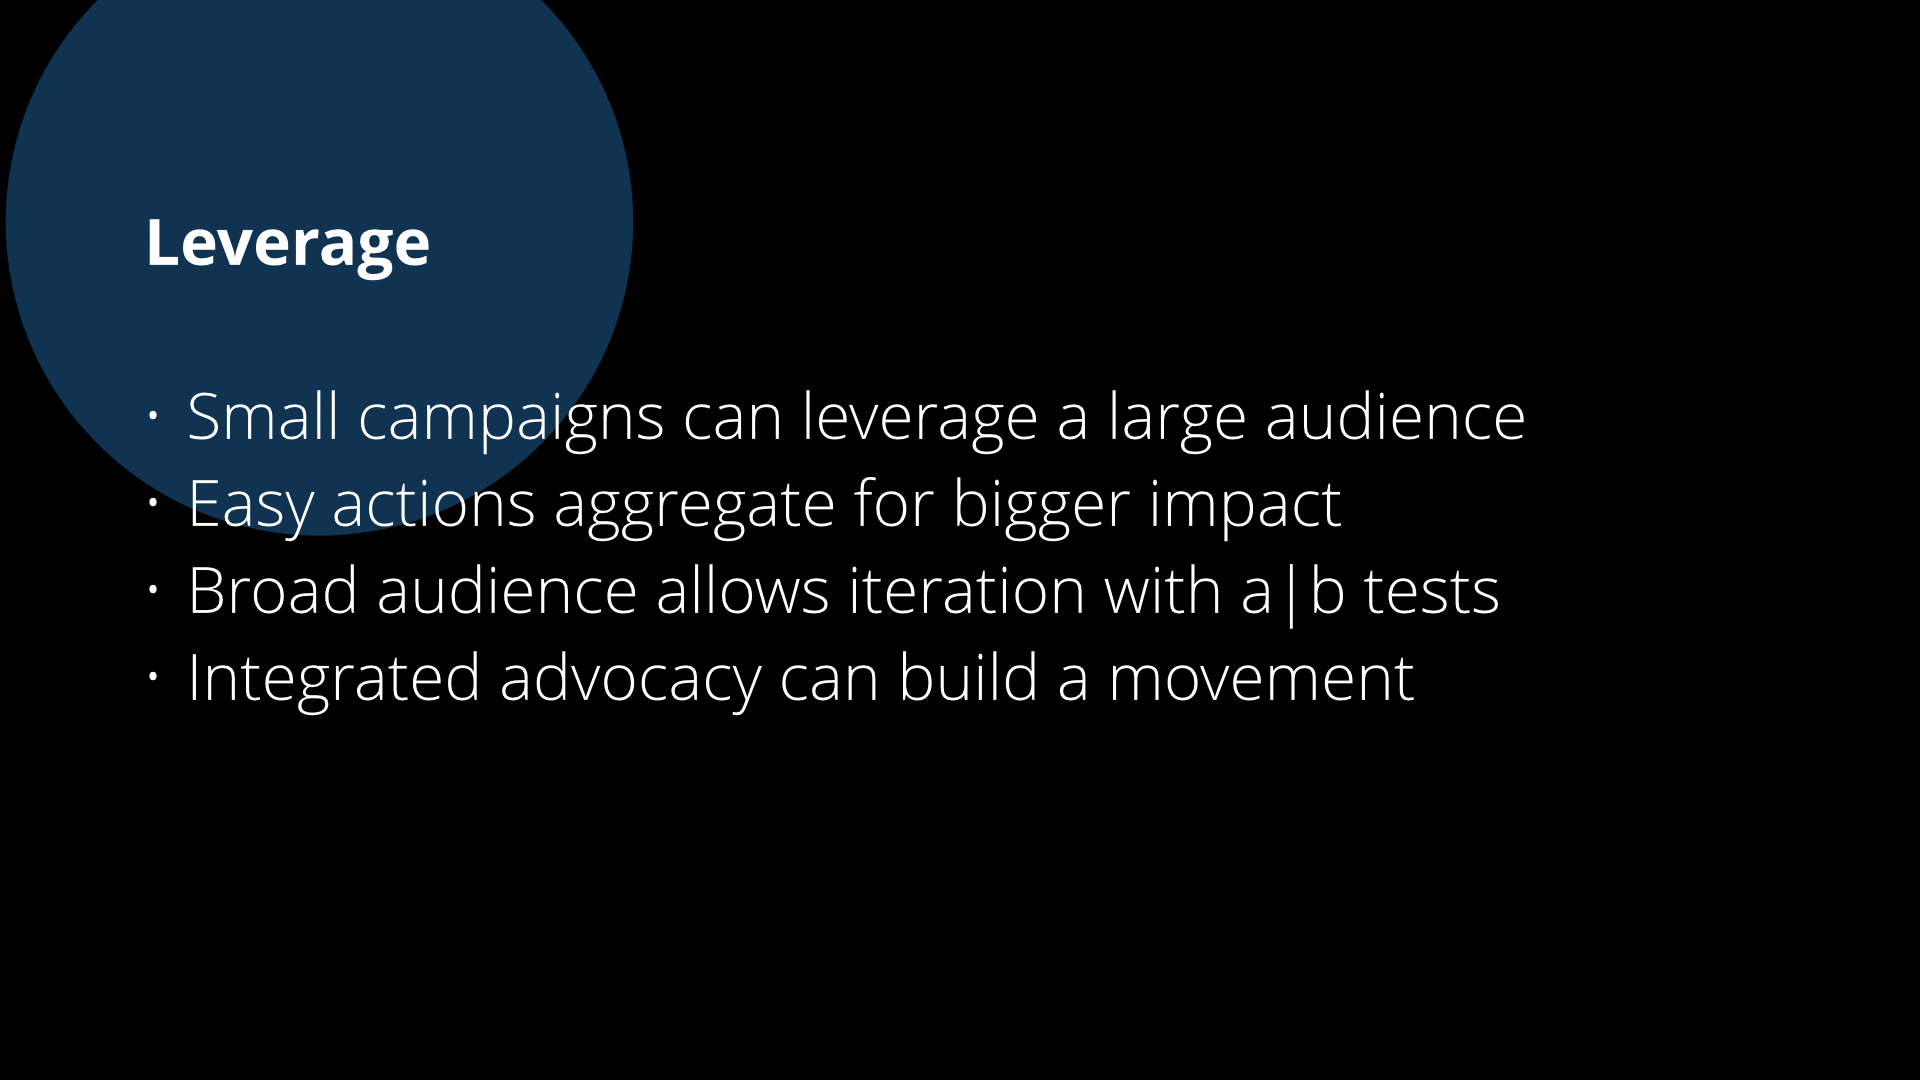 Leverage
· Small campaigns can leverage a large audience
· Easy actions aggregate for bigger impact
· Broad audience allows iteration with a|b tests
· Integrated advocacy can build a movement